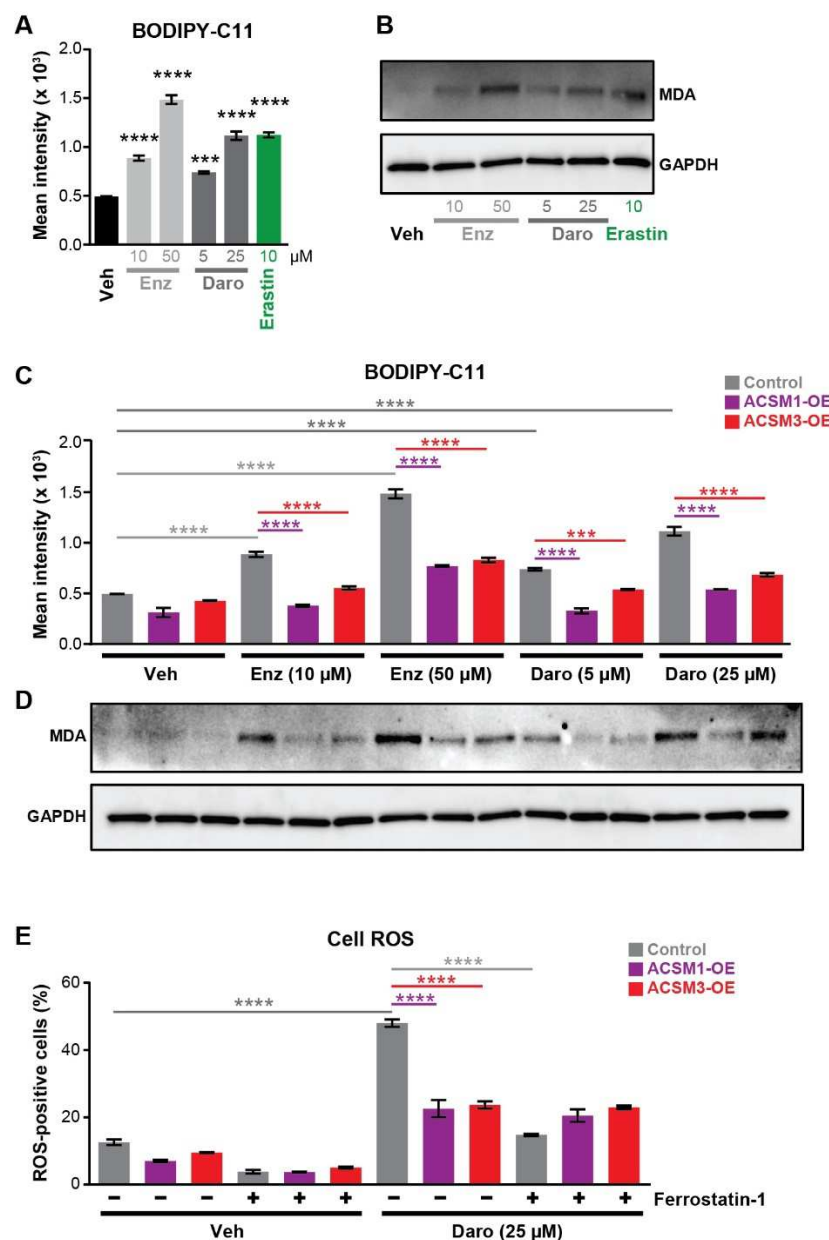 A
BODIPY-C11
Mean intensity (x 10³)
2.0
1.5
1.0
0.5
0.0
**** **** *** **** ****
10 50 5 25 10 µM
Veh Enz Daro Erastin
B
MDA
GAPDH
10 50 5 25 10
Veh Enz Daro Erastin
C
BODIPY-C11
Control
ACSM1-OE
ACSM3-OE
Mean intensity (x 10³)
2.0
1.5
1.0
0.5
0.0
****
****
****
****
**** ****
**** ****
*** ****
**** ****
Veh Enz (10 µM) Enz (50 µM) Daro (5 µM) Daro (25 µM)
D
MDA
GAPDH
E
Cell ROS
Control
ACSM1-OE
ACSM3-OE
ROS-positive cells (%)
60
40
20
0
****
****
****
****
– – – + + + – – – + + + Ferrostatin-1
Veh Daro (25 µM)